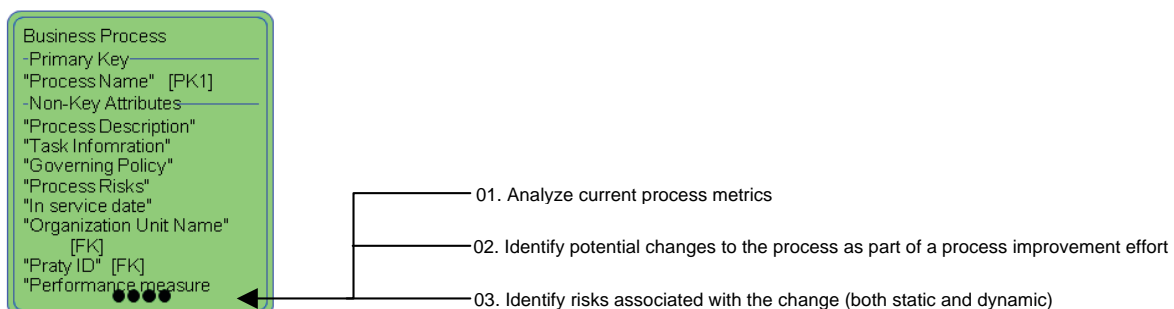 Business Process
-Primary Key
"Process Name" [PK1]
-Non-Key Attributes
"Process Description"
"Task Infomration"
"Governing Policy"
"Process Risks"
"In service date"
"Organization Unit Name"
[FK]
"Praty ID" [FK]
"Performance measure
01. Analyze current process metrics
02. Identify potential changes to the process as part of a process improvement effort
03. Identify risks associated with the change (both static and dynamic)